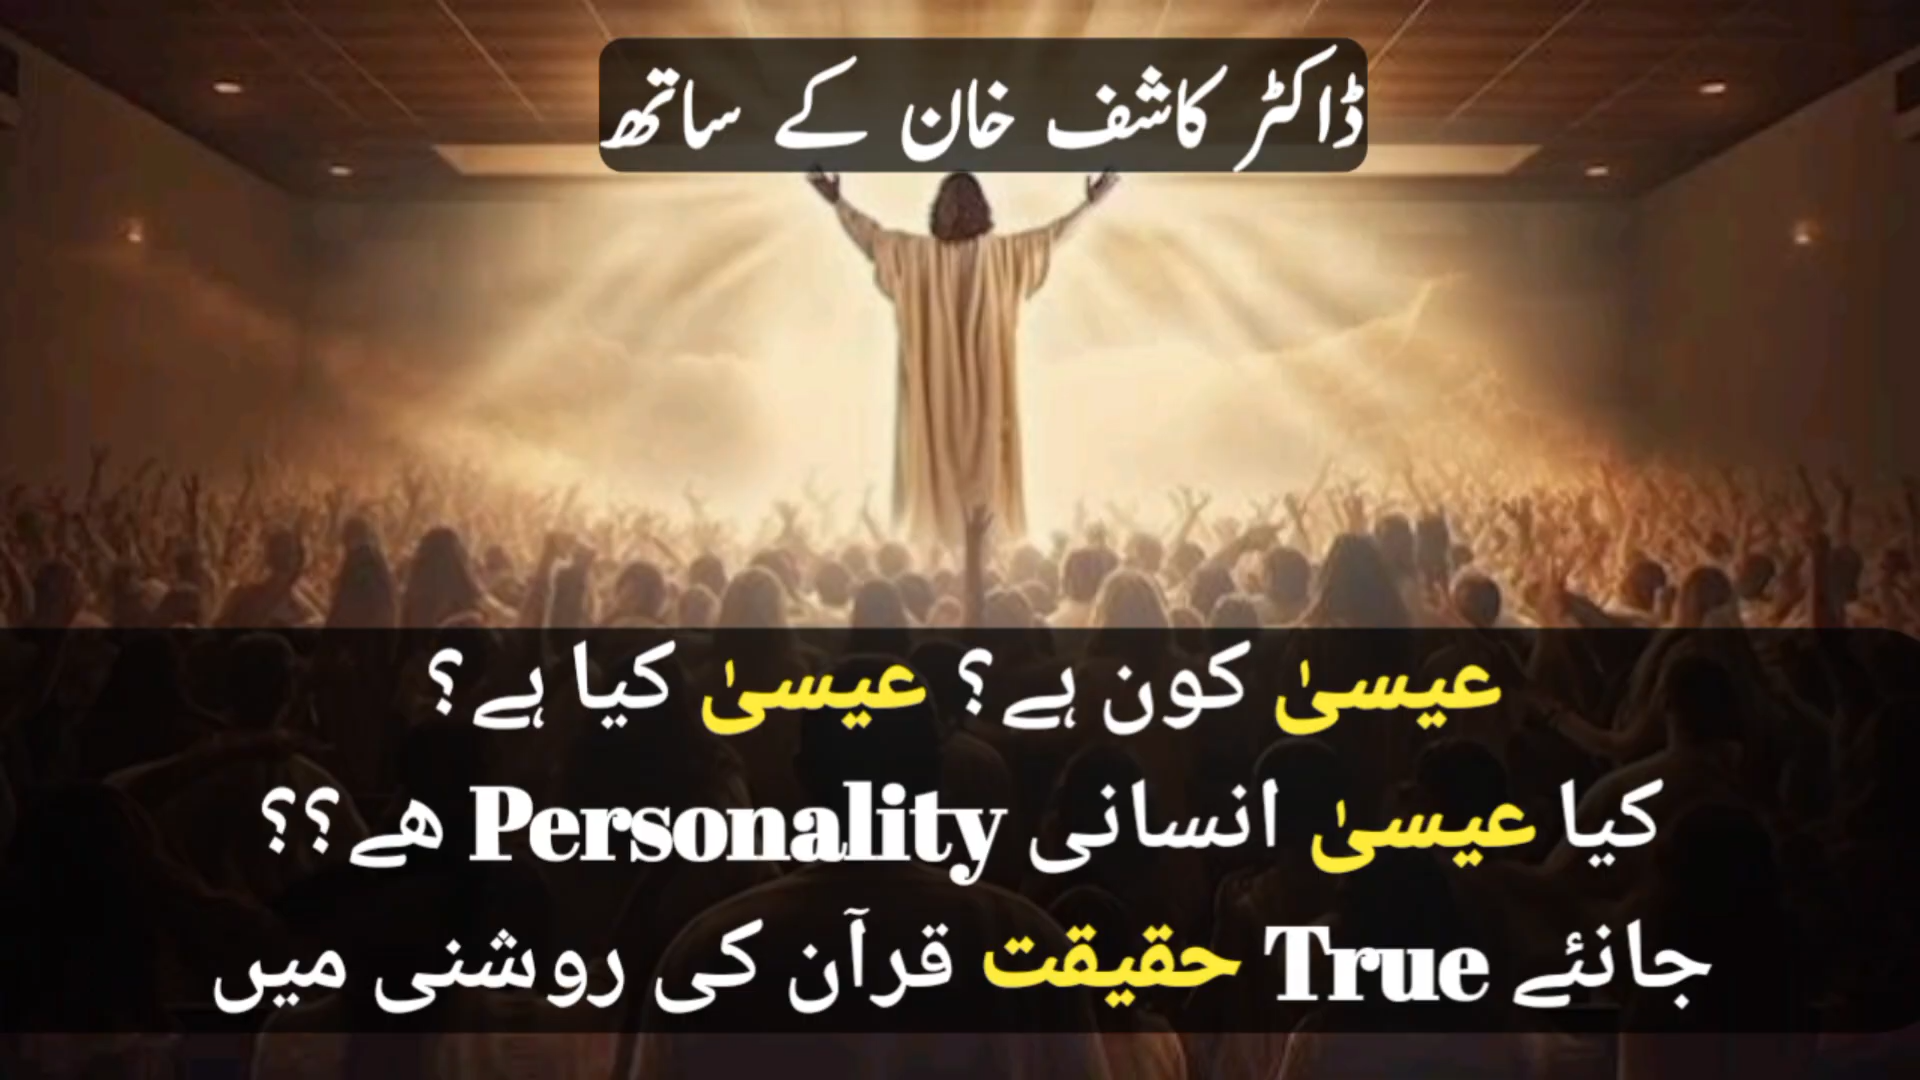 ڈاکٹر کاشف خان کے ساتھ
عیسیٰ کون ہے؟ عیسیٰ کیا ہے؟
کیا عیسیٰ انسانی Personality ھے؟؟
جانئے True حقیقت قرآن کی روشنی میں